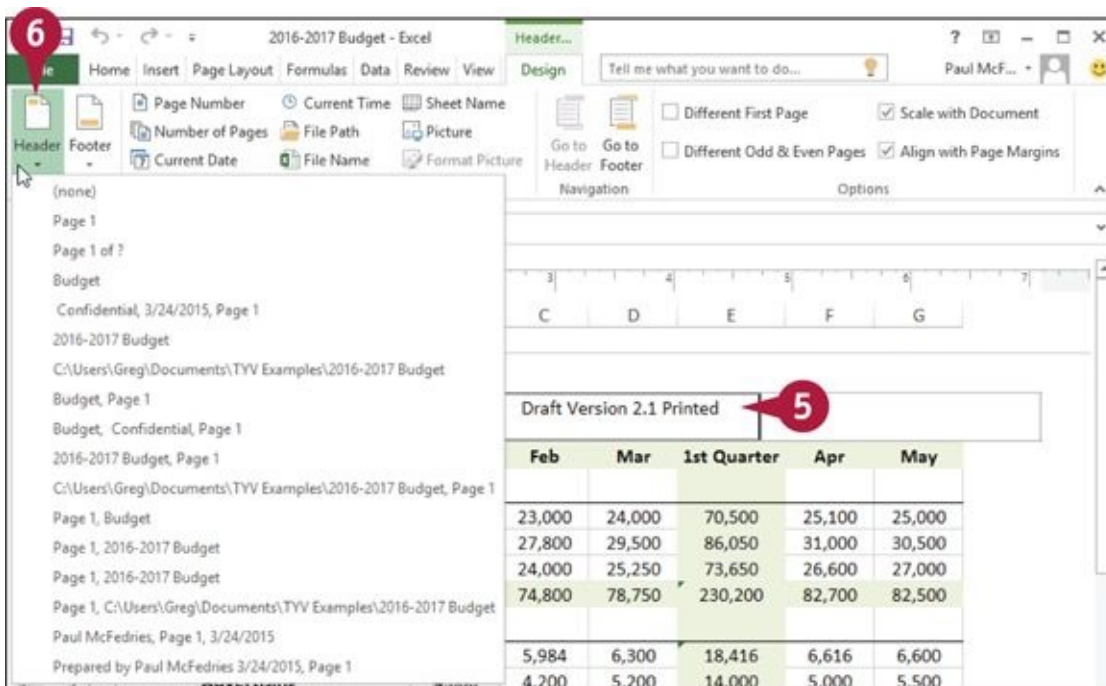 6
2016-2017 Budget - Excel
Header...
?
Home Insert Page Layout Formulas Data Review View Design Tell me what you want to do... Paul McF...
Header
Footer
Page Number
Number of Pages
Current Date
Current Time
File Path
File Name
Sheet Name
Picture
Format Picture
Go to Header
Go to Footer
Navigation
Different First Page
Different Odd & Even Pages
Scale with Document
Align with Page Margins
Options
(none)
Page 1
Page 1 of ?
Budget
Confidential, 3/24/2015, Page 1
2016-2017 Budget
C:\Users\Greg\Documents\TYV Examples\2016-2017 Budget
Budget, Page 1
Budget, Confidential, Page 1
2016-2017 Budget, Page 1
C:\Users\Greg\Documents\TYV Examples\2016-2017 Budget, Page 1
Page 1, Budget
Page 1, 2016-2017 Budget
Page 1, 2016-2017 Budget
Page 1, C:\Users\Greg\Documents\TYV Examples\2016-2017 Budget
Paul McFedries, Page 1, 3/24/2015
Prepared by Paul McFedries 3/24/2015, Page 1
3 4 5 6 7
C D E F G
Draft Version 2.1 Printed
5
Feb Mar 1st Quarter Apr May
23,000 24,000 70,500 25,100 25,000
27,800 29,500 86,050 31,000 30,500
24,000 25,250 73,650 26,600 27,000
74,800 78,750 230,200 82,700 82,500
5,984 6,300 18,416 6,616 6,600
4,200 5,200 14,000 5,000 5,500